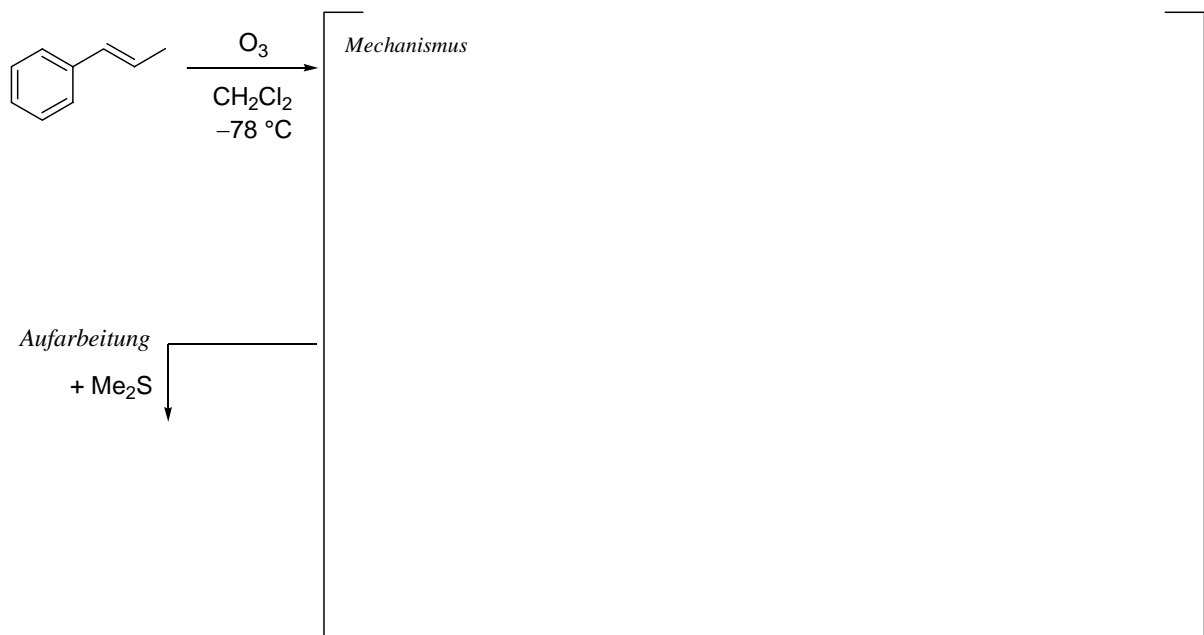 O₃
Mechanismus
CH₂Cl₂
–78 °C
Aufarbeitung
+ Me₂S